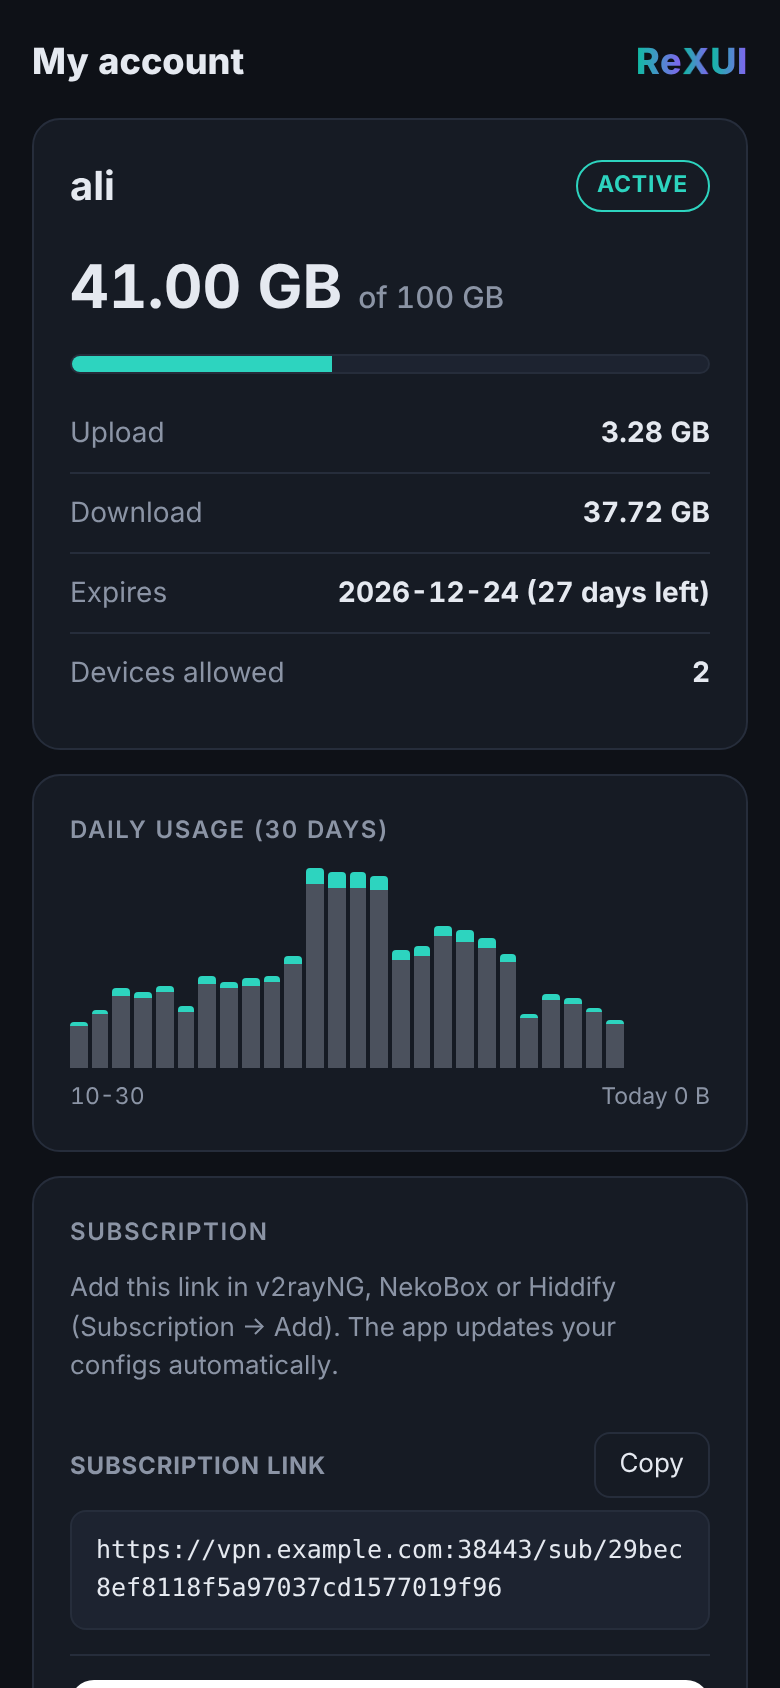 My account
ReXUI
ali
ACTIVE
41.00 GB of 100 GB
Upload 3.28 GB
Download 37.72 GB
Expires 2026-12-24 (27 days left)
Devices allowed 2
DAILY USAGE (30 DAYS)
10-30 Today 0 B
SUBSCRIPTION
Add this link in v2rayNG, NekoBox or Hiddify
(Subscription → Add). The app updates your
configs automatically.
SUBSCRIPTION LINK
Copy
https://vpn.example.com:38443/sub/29bec
8ef8118f5a97037cd1577019f96